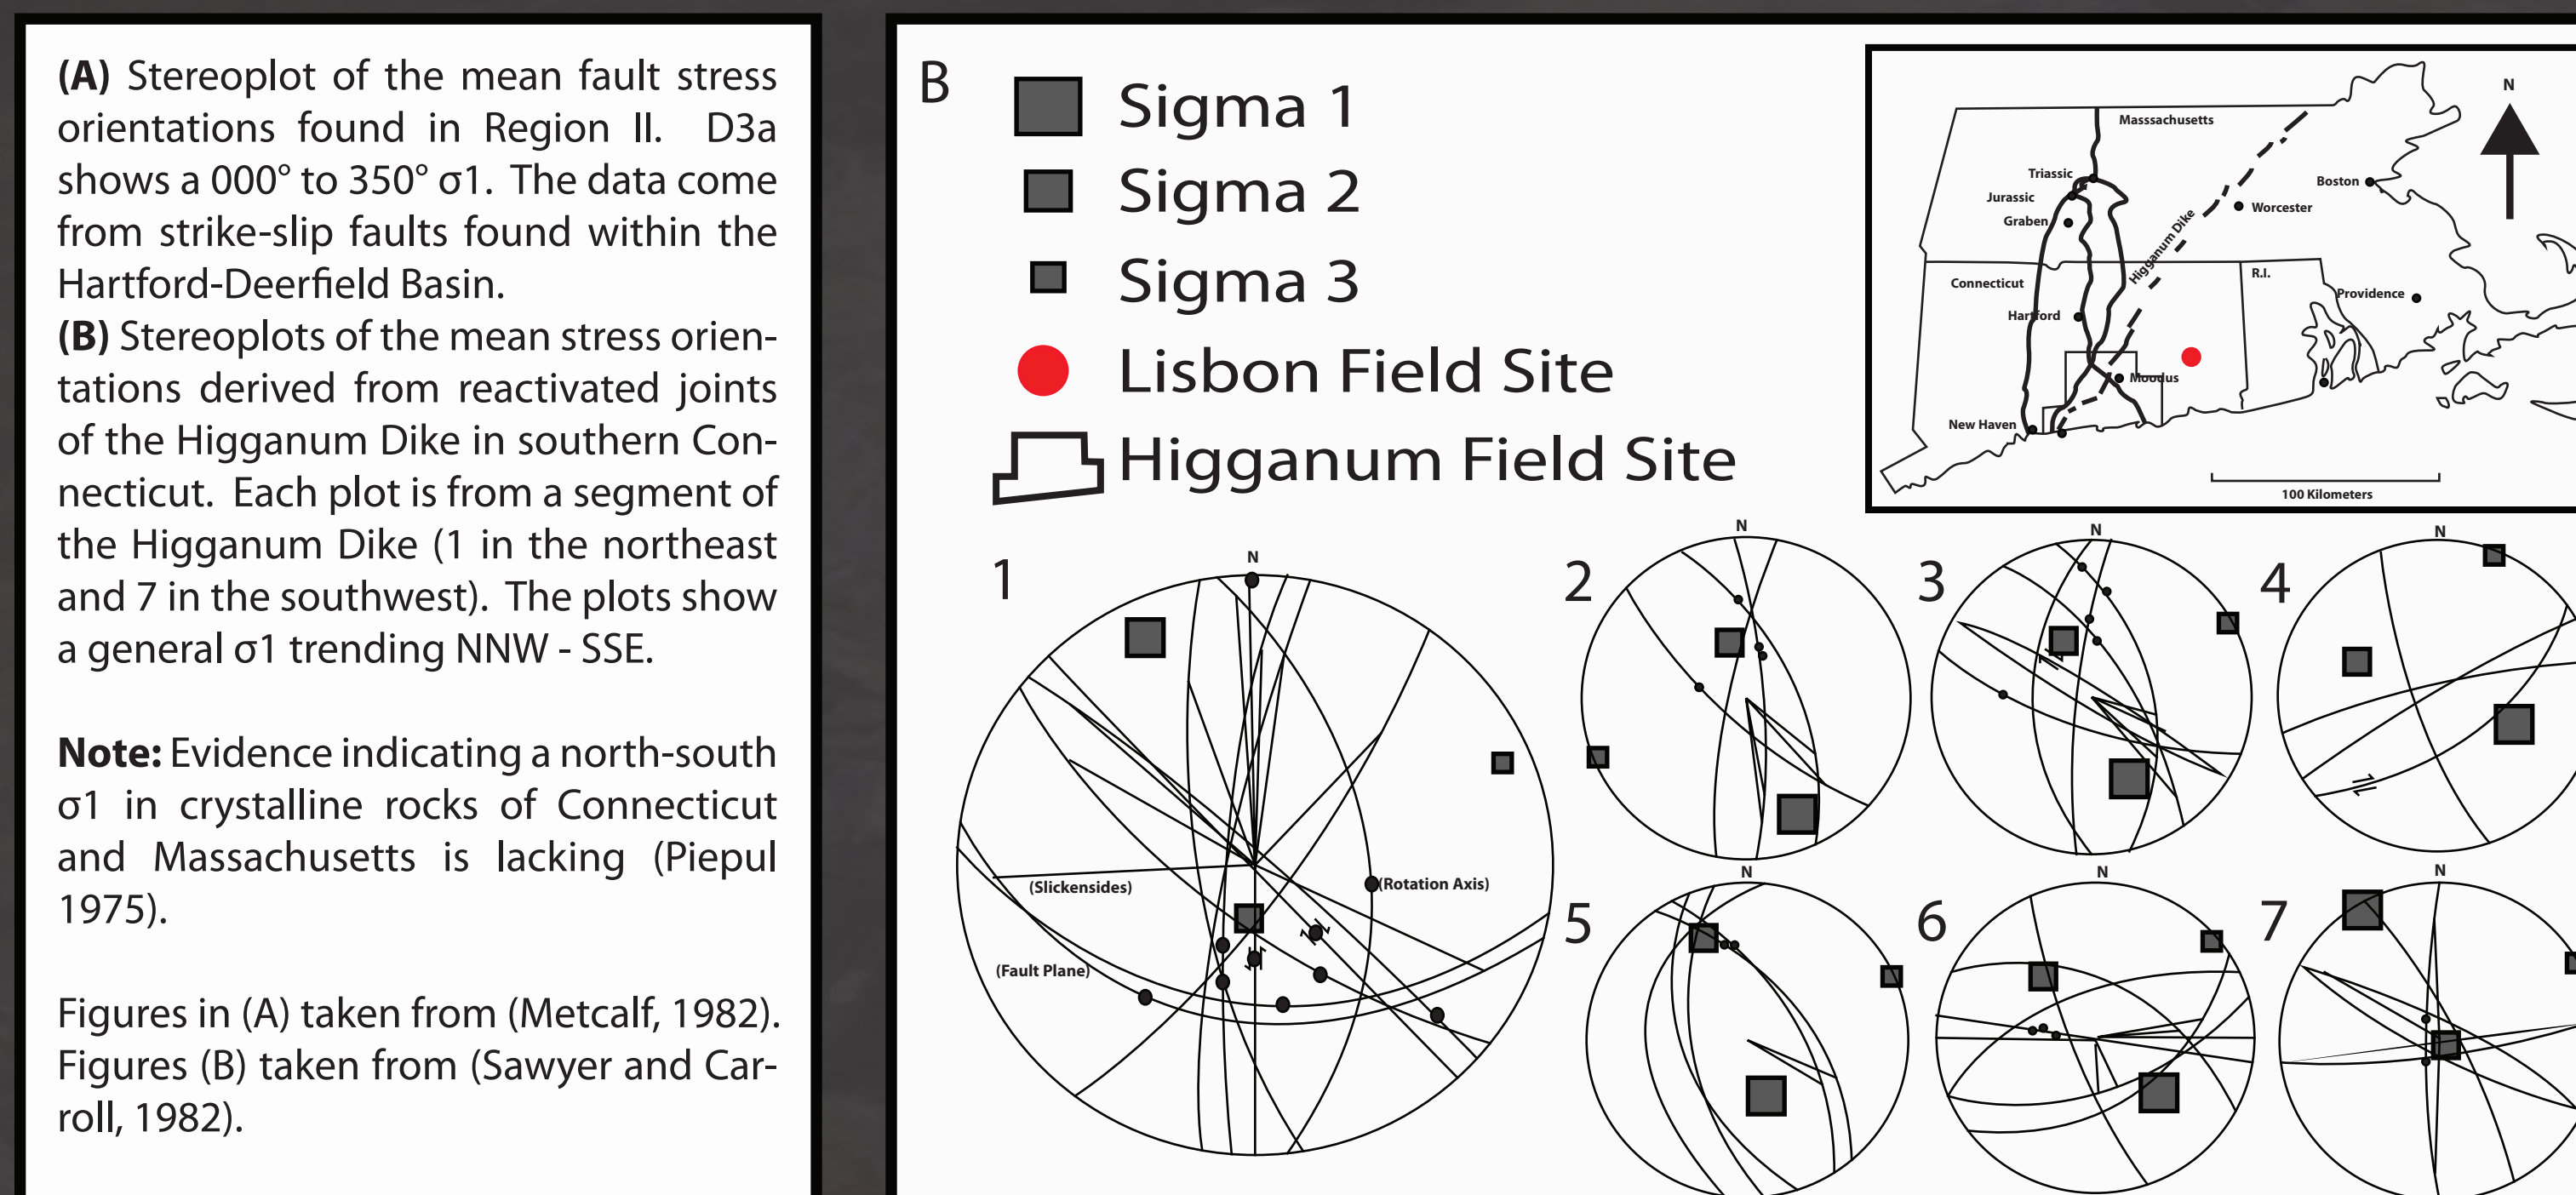 (A) Stereoplot of the mean fault stress
orientations found in Region II. D3a
shows a 000° to 350° σ1. The data come
from strike-slip faults found within the
Hartford-Deerfield Basin.
(B) Stereoplots of the mean stress orien-
tations derived from reactivated joints
of the Higganum Dike in southern Con-
necticut. Each plot is from a segment of
the Higganum Dike (1 in the northeast
and 7 in the southwest). The plots show
a general σ1 trending NNW - SSE.
Note: Evidence indicating a north-south
σ1 in crystalline rocks of Connecticut
and Massachusetts is lacking (Piepul
1975).
Figures in (A) taken from (Metcalf, 1982).
Figures (B) taken from (Sawyer and Car-
roll, 1982).
B
Sigma 1
Sigma 2
Sigma 3
Lisbon Field Site
Higganum Field Site
N
Masssachusetts
Triassic
Jurassic
Graben
Boston
Worcester
Higganum Dike
Connecticut
R.I.
Providence
Hartford
Moodus
New Haven
100 Kilometers
1
N
(Slickensides)
(Rotation Axis)
(Fault Plane)
2
N
3
N
4
N
5
N
6
N
7
N